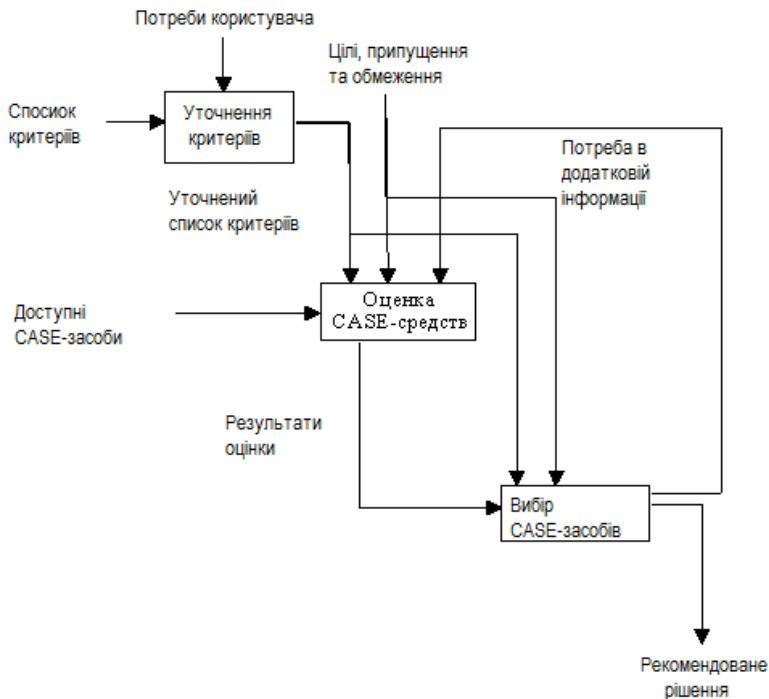 Потреби користувача
Цілі, припущення
та обмеження
Спосиок
критеріїв
Уточнення
критеріїв
Потреба в
додатковій
інформації
Уточнений
список критеріїв
Доступні
CASE-засоби
Оценка
CASE-средств
Результати
оцінки
Вибір
CASE-засобів
Рекомендоване
рішення